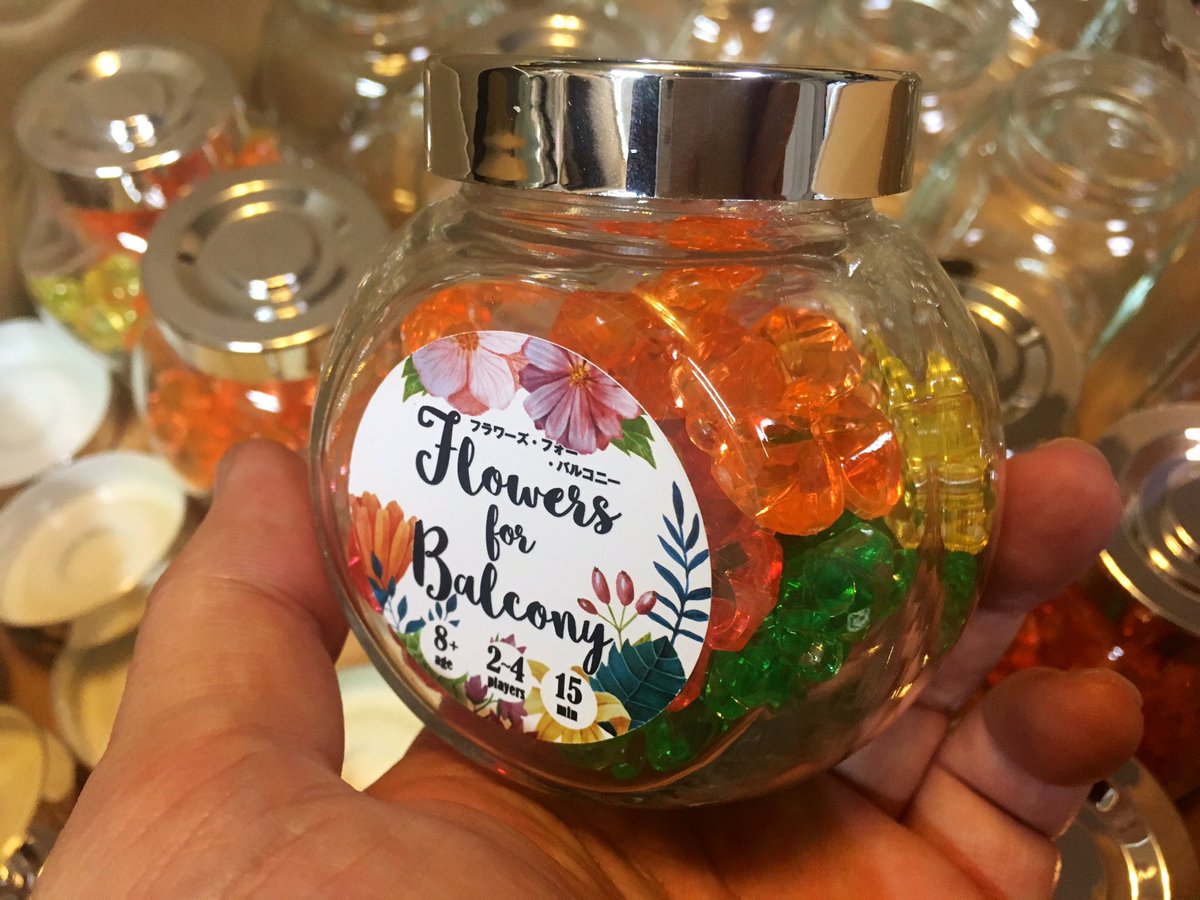 フラワーズ・フォー
・バルコニー
Flowers
for
Balcony
8+
age
2~4
players
15
min